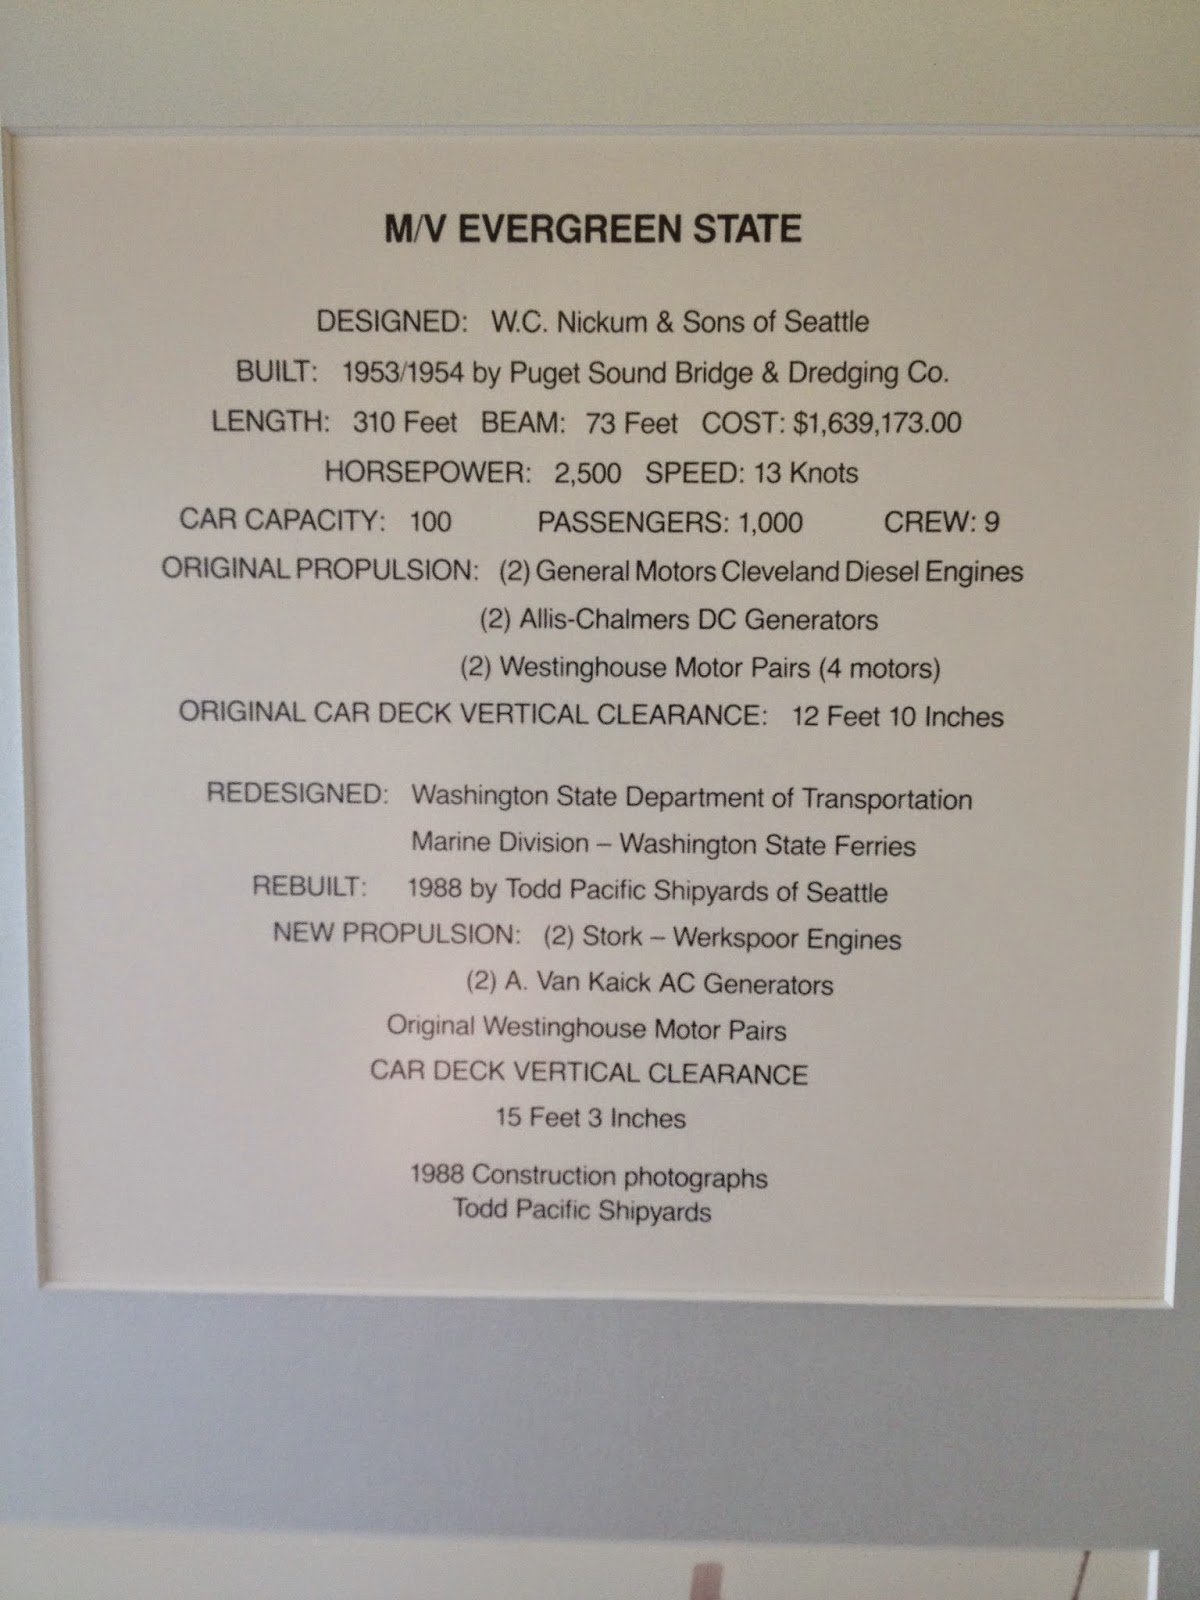 M/V EVERGREEN STATE
DESIGNED: W.C. Nickum & Sons of Seattle
BUILT: 1953/1954 by Puget Sound Bridge & Dredging Co.
LENGTH: 310 Feet BEAM: 73 Feet COST: $1,639,173.00
HORSEPOWER: 2,500 SPEED: 13 Knots
CAR CAPACITY: 100 PASSENGERS: 1,000 CREW: 9
ORIGINAL PROPULSION: (2) General Motors Cleveland Diesel Engines
(2) Allis-Chalmers DC Generators
(2) Westinghouse Motor Pairs (4 motors)
ORIGINAL CAR DECK VERTICAL CLEARANCE: 12 Feet 10 Inches
REDESIGNED: Washington State Department of Transportation
Marine Division – Washington State Ferries
REBUILT: 1988 by Todd Pacific Shipyards of Seattle
NEW PROPULSION: (2) Stork – Werkspoor Engines
(2) A. Van Kaick AC Generators
Original Westinghouse Motor Pairs
CAR DECK VERTICAL CLEARANCE
15 Feet 3 Inches
1988 Construction photographs
Todd Pacific Shipyards